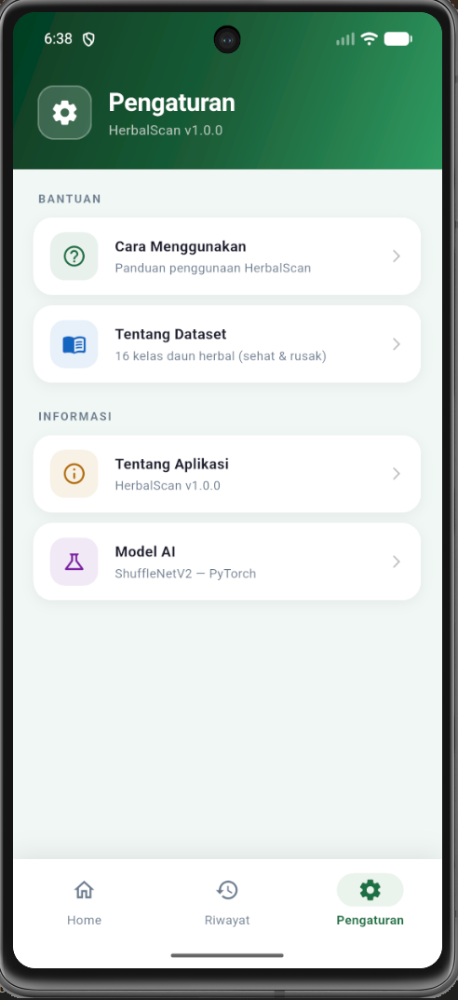 6:38
Pengaturan
HerbalScan v1.0.0
BANTUAN
Cara Menggunakan
Panduan penggunaan HerbalScan
Tentang Dataset
16 kelas daun herbal (sehat & rusak)
INFORMASI
Tentang Aplikasi
HerbalScan v1.0.0
Model AI
ShuffleNetV2 — PyTorch
Home
Riwayat
Pengaturan